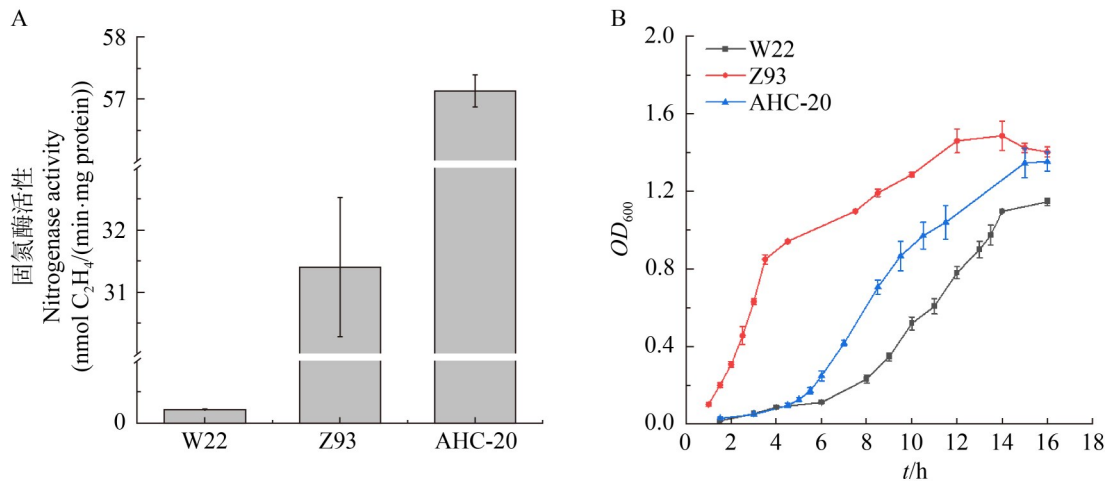 A
固氮酶活性
Nitrogenase activity
(nmol C₂H₄/(min·mg protein))
58
57
32
31
0
W22
Z93
AHC-20
B
W22
Z93
AHC-20
OD₆₀₀
2.0
1.6
1.2
0.8
0.4
0.0
0 2 4 6 8 10 12 14 16 18
t/h